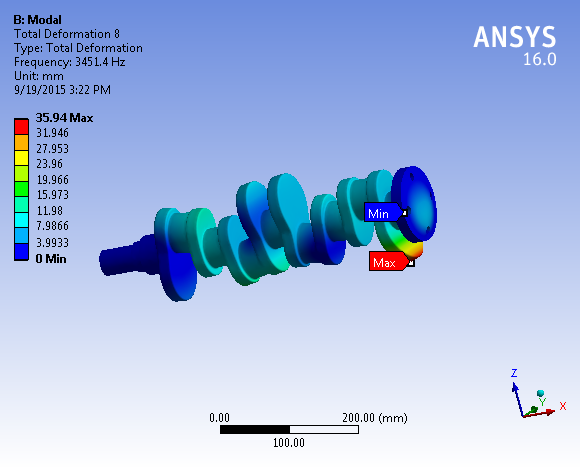 B: Modal
Total Deformation 8
Type: Total Deformation
Frequency: 3451.4 Hz
Unit: mm
9/19/2015 3:22 PM
ANSYS
16.0
35.94 Max
31.946
27.953
23.96
19.966
15.973
11.98
7.9866
3.9933
0 Min
Min
Max
0.00
200.00 (mm)
100.00
Z
Y
X